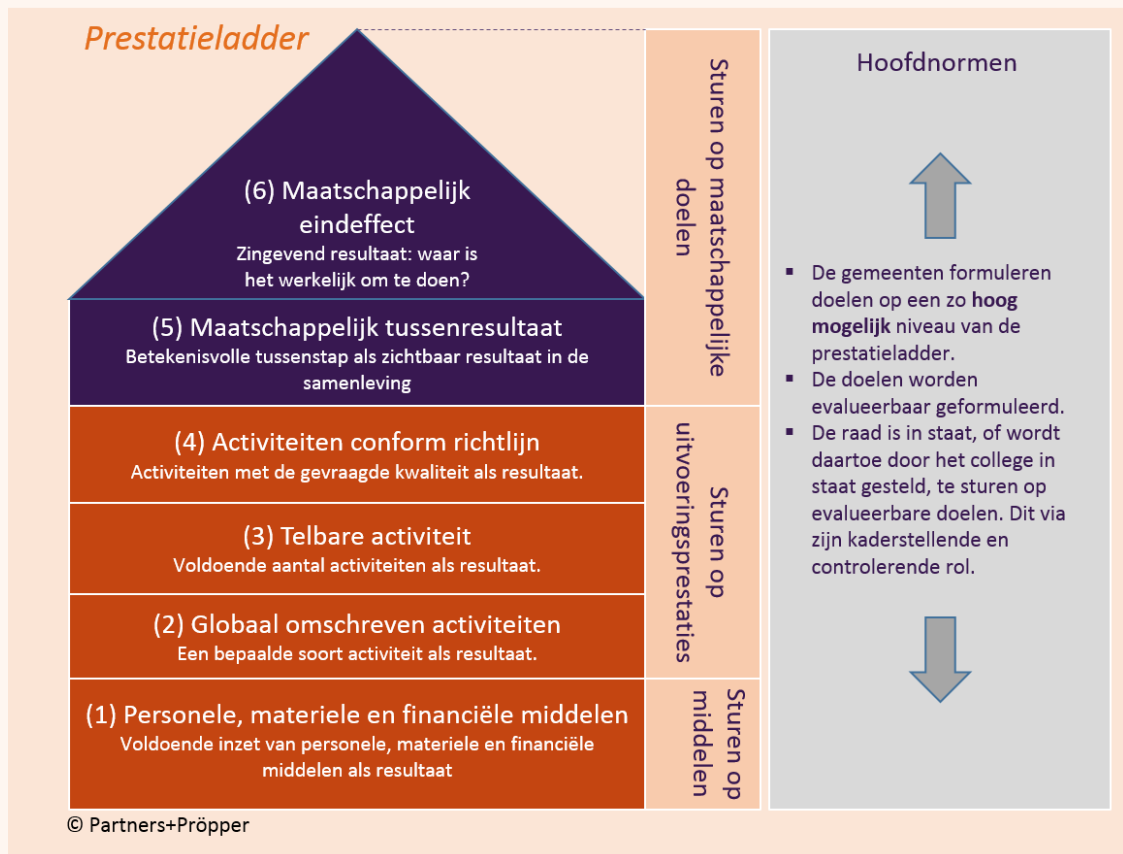 Prestatieladder
(6) Maatschappelijk
eindeffect
Zingevend resultaat: waar is
het werkelijk om te doen?
(5) Maatschappelijk tussenresultaat
Betekenisvolle tussenstap als zichtbaar resultaat in de
samenleving
(4) Activiteiten conform richtlijn
Activiteiten met de gevraagde kwaliteit als resultaat.
(3) Telbare activiteit
Voldoende aantal activiteiten als resultaat.
(2) Globaal omschreven activiteiten
Een bepaalde soort activiteit als resultaat.
(1) Personele, materiele en financiële middelen
Voldoende inzet van personele, materiele en financiële
middelen als resultaat
© Partners+Pröpper
Sturen op maatschappelijke
doelen
Sturen op
uitvoeringsprestaties
Sturen op
middelen
Hoofdnormen
▪ De gemeenten formuleren
doelen op een zo hoog
mogelijk niveau van de
prestatieladder.
▪ De doelen worden
evalueerbaar geformuleerd.
▪ De raad is in staat, of wordt
daartoe door het college in
staat gesteld, te sturen op
evalueerbare doelen. Dit via
zijn kaderstellende en
controlerende rol.